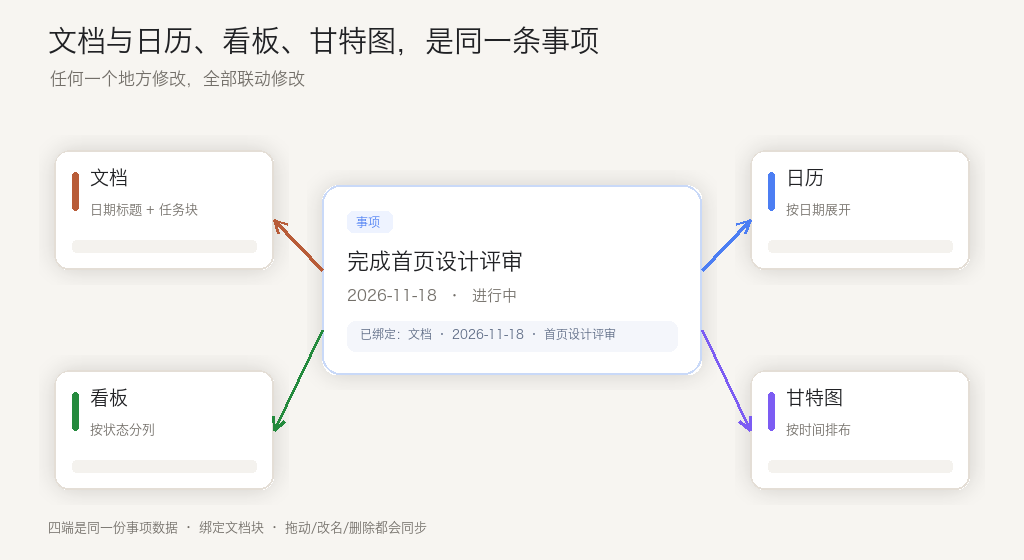 文档与日历、看板、甘特图，是同一条事项
任何一个地方修改，全部联动修改
文档
日期标题 + 任务块
日历
按日期展开
事项
完成首页设计评审
2026-11-18 · 进行中
已绑定：文档 · 2026-11-18 · 首页设计评审
看板
按状态分列
甘特图
按时间排布
四端是同一份事项数据 · 绑定文档块 · 拖动/改名/删除都会同步